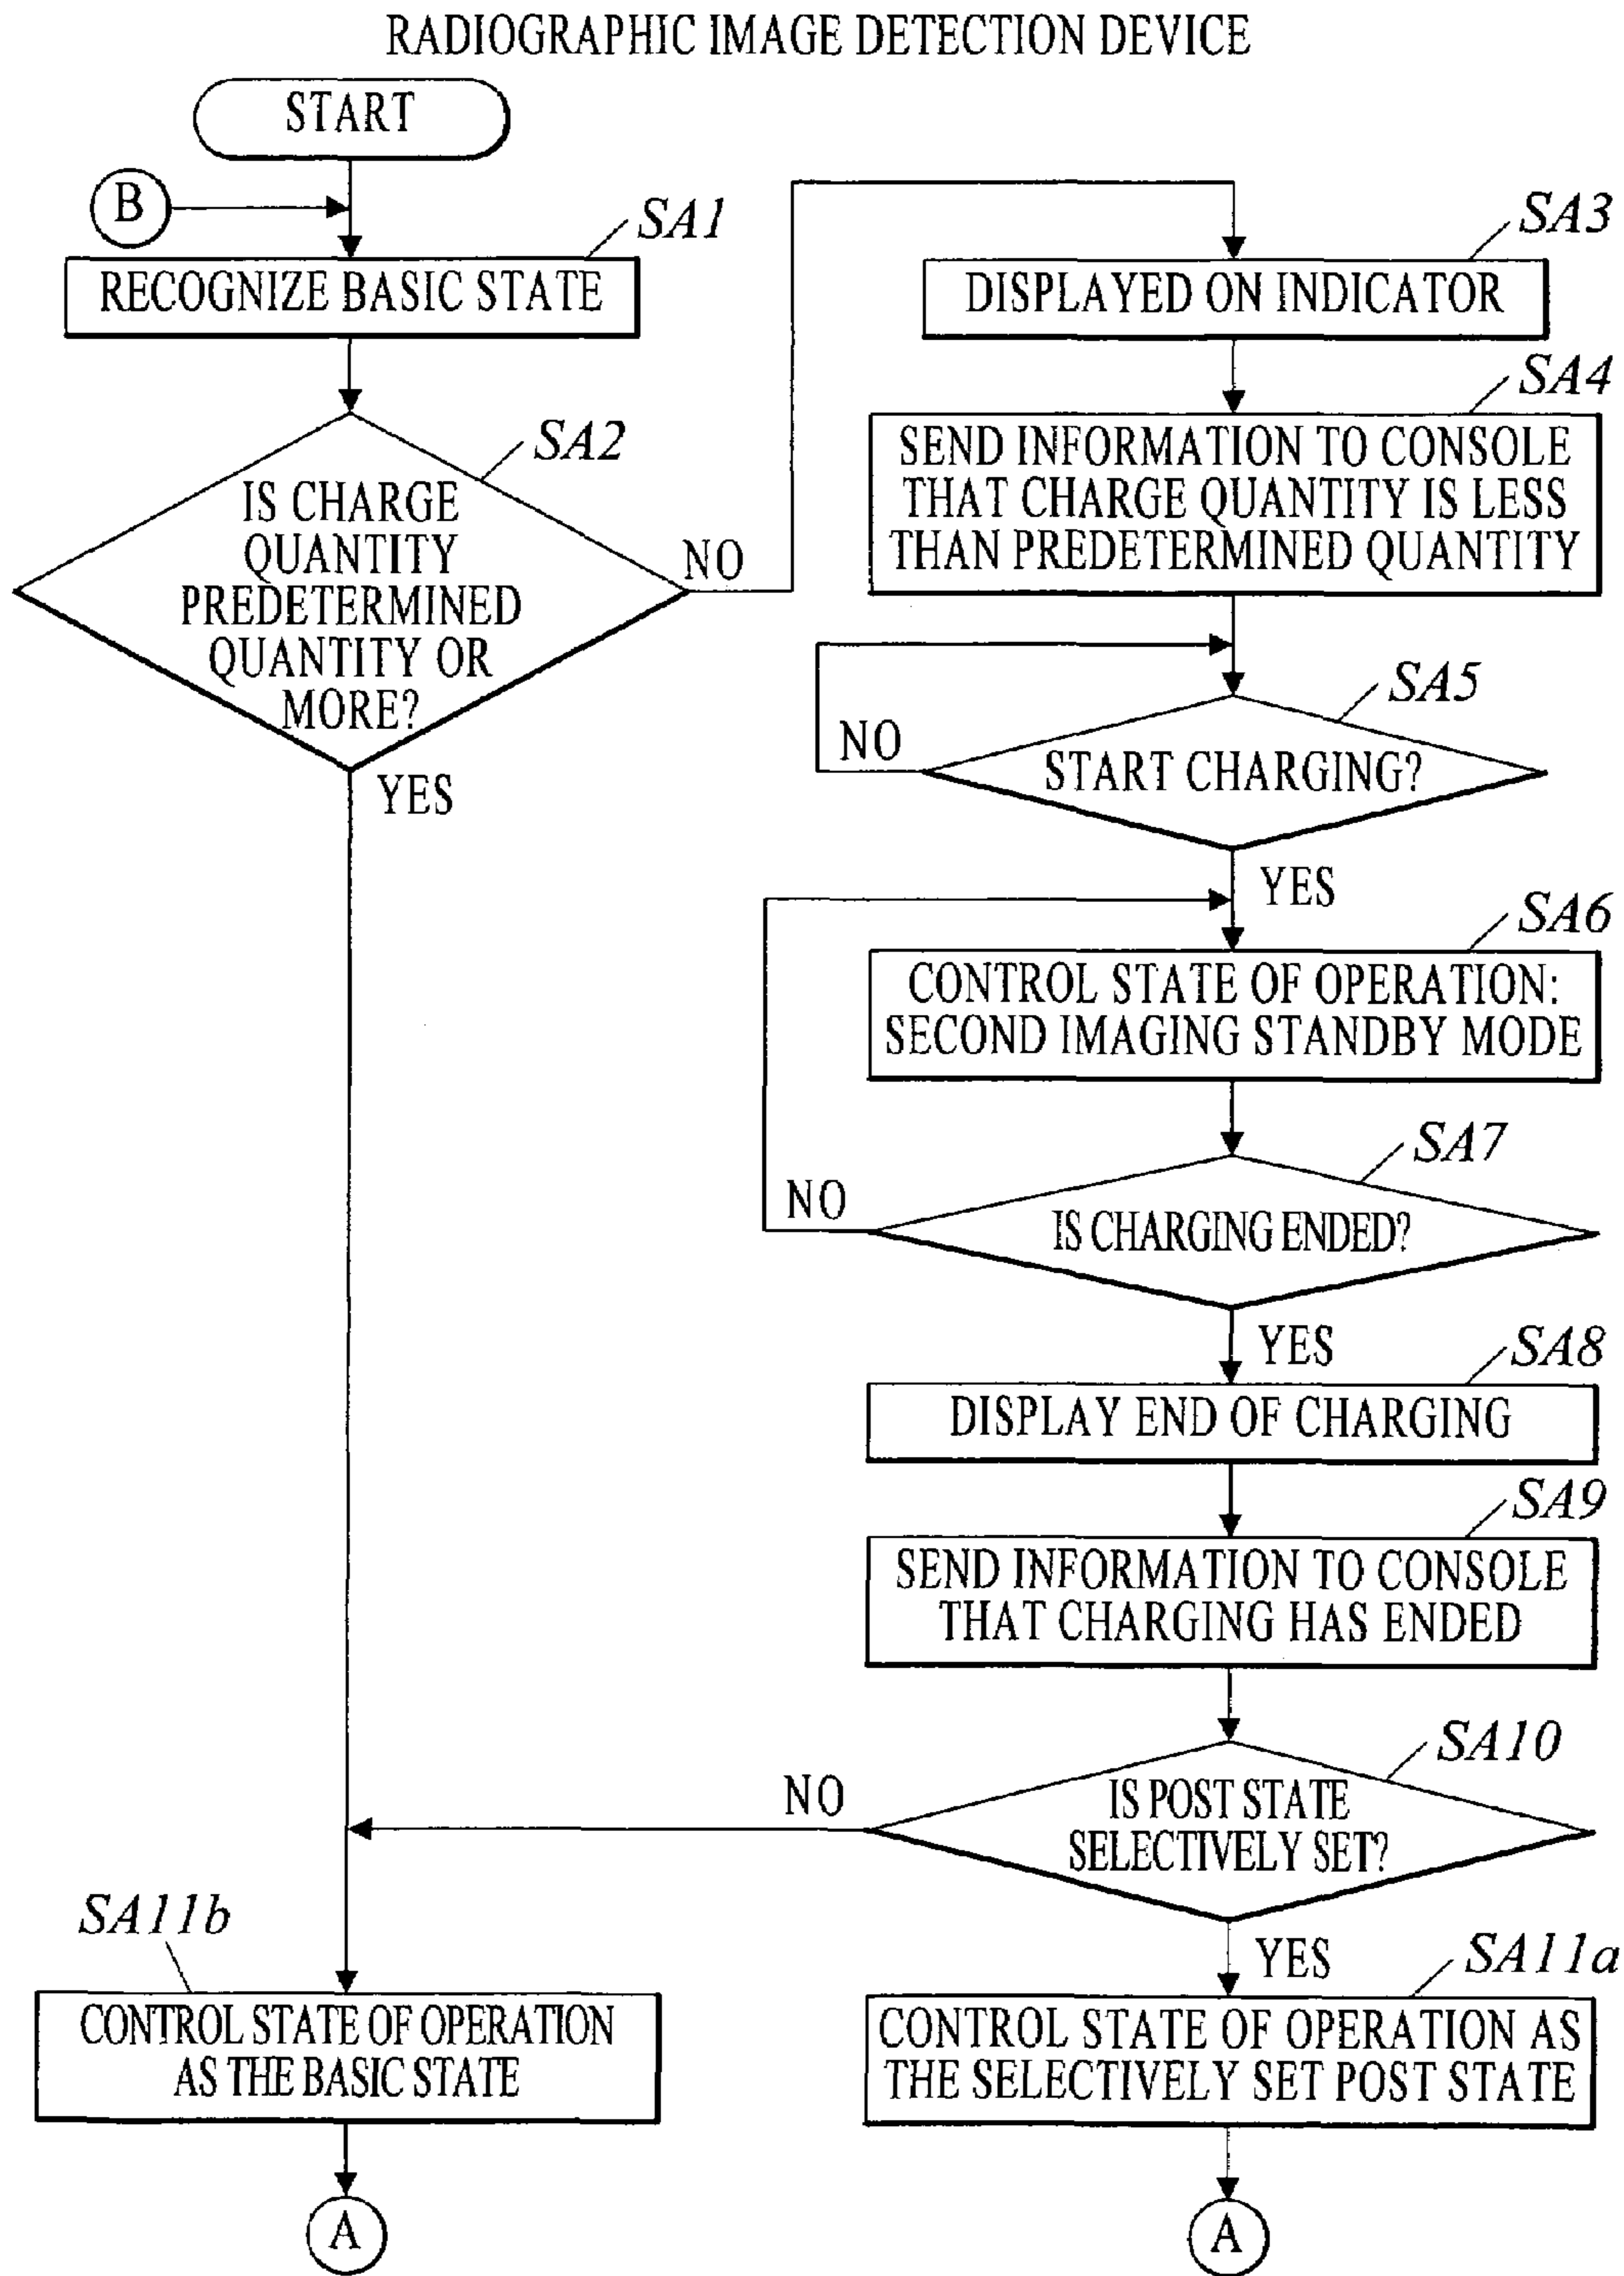 RADIOGRAPHIC IMAGE DETECTION DEVICE
START
B
SA1
RECOGNIZE BASIC STATE
SA2
IS CHARGE
QUANTITY
PREDETERMINED
QUANTITY OR
MORE?
NO
YES
SA3
DISPLAYED ON INDICATOR
SA4
SEND INFORMATION TO CONSOLE
THAT CHARGE QUANTITY IS LESS
THAN PREDETERMINED QUANTITY
SA5
START CHARGING?
NO
YES
SA6
CONTROL STATE OF OPERATION:
SECOND IMAGING STANDBY MODE
SA7
IS CHARGING ENDED?
NO
YES
SA8
DISPLAY END OF CHARGING
SA9
SEND INFORMATION TO CONSOLE
THAT CHARGING HAS ENDED
SA10
IS POST STATE
SELECTIVELY SET?
NO
YES
SA11b
CONTROL STATE OF OPERATION
AS THE BASIC STATE
A
SA11a
CONTROL STATE OF OPERATION AS
THE SELECTIVELY SET POST STATE
A